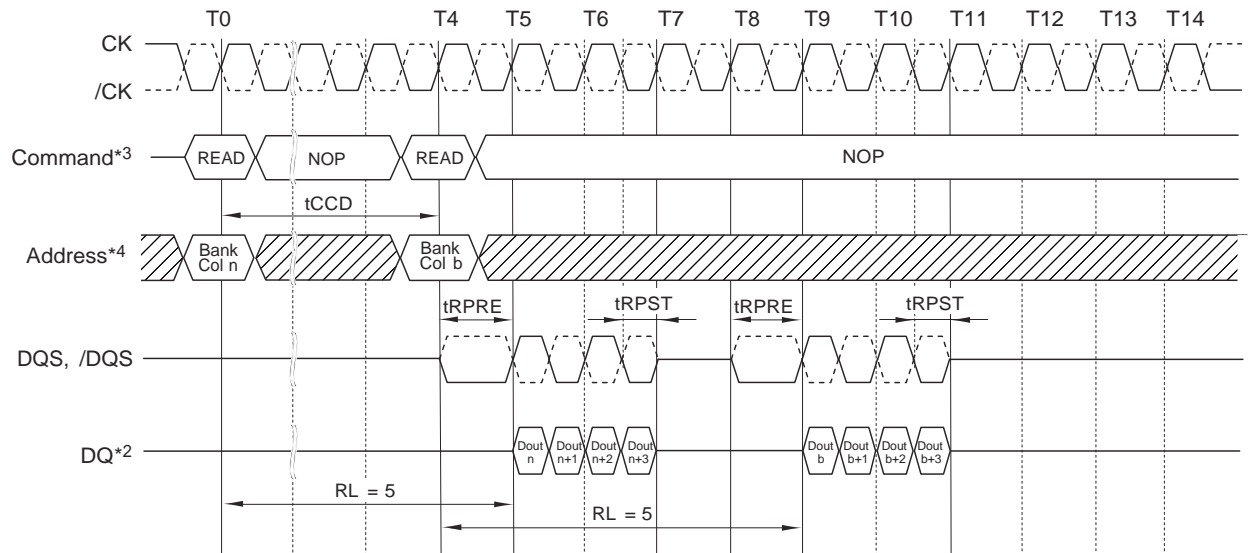 T0 T4 T5 T6 T7 T8 T9 T10 T11 T12 T13 T14
CK
/CK
Command*3 READ NOP READ NOP
tCCD
Address*4 Bank Col n Bank Col b
tRPRE tRPST tRPRE tRPST
DQS, /DQS
DQ*2 Dout n Dout n+1 Dout n+2 Dout n+3 Dout b Dout b+1 Dout b+2 Dout b+3
RL = 5
RL = 5